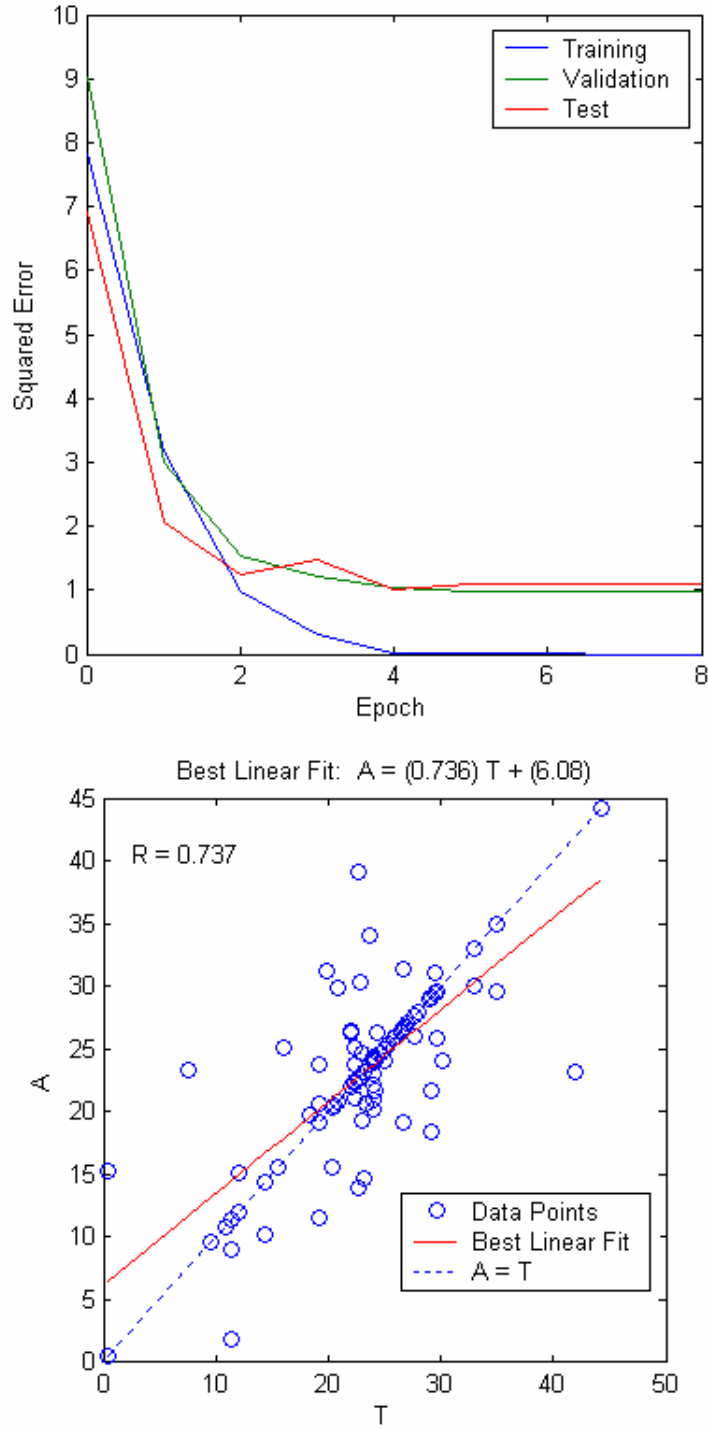 10
9
8
7
6
5
4
3
2
1
0
Squared Error
Training
Validation
Test
0 2 4 6 8
Epoch
Best Linear Fit: A = (0.736) T + (6.08)
45
40
35
30
25
20
15
10
5
0
A
R = 0.737
Data Points
Best Linear Fit
A = T
0 10 20 30 40 50
T